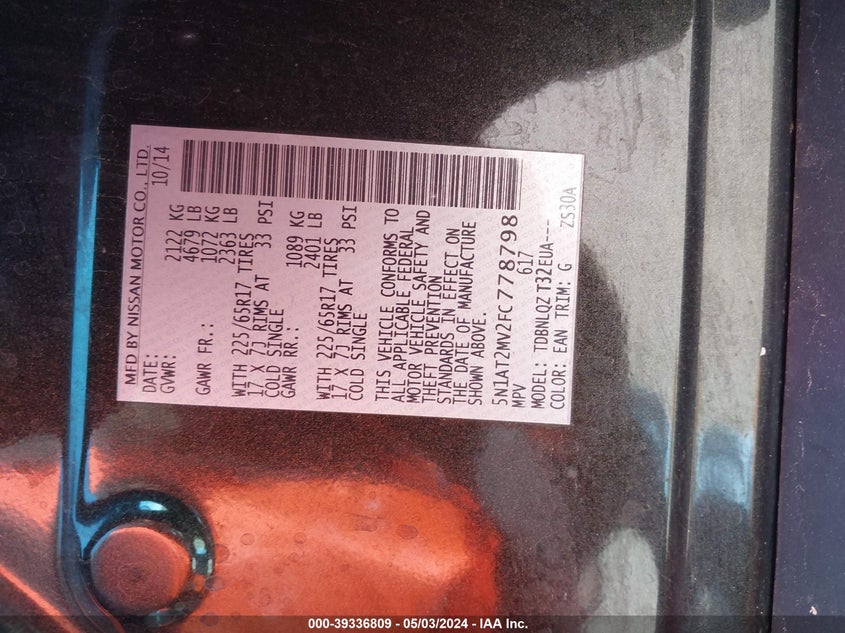 MFD BY NISSAN MOTOR CO., LTD.
DATE: 10/14
GVWR: 2122 KG
4679 LB
GAWR FR.: 1072 KG
2363 LB
WITH 225/65R17 TIRES
17 X 7J RIMS AT 33 PSI
COLD SINGLE
GAWR RR.: 1089 KG
2401 LB
WITH 225/65R17 TIRES
17 X 7J RIMS AT 33 PSI
COLD SINGLE
THIS VEHICLE CONFORMS TO
ALL APPLICABLE FEDERAL
MOTOR VEHICLE SAFETY AND
THEFT PREVENTION
STANDARDS IN EFFECT ON
THE DATE OF MANUFACTURE
SHOWN ABOVE.
5N1AT2MV2FC778798
MPV 617
MODEL: TDBNLQZ T32EUA---
COLOR: EAN TRIM: G ZS30A
000-39336809 - 05/03/2024 - IAA Inc.